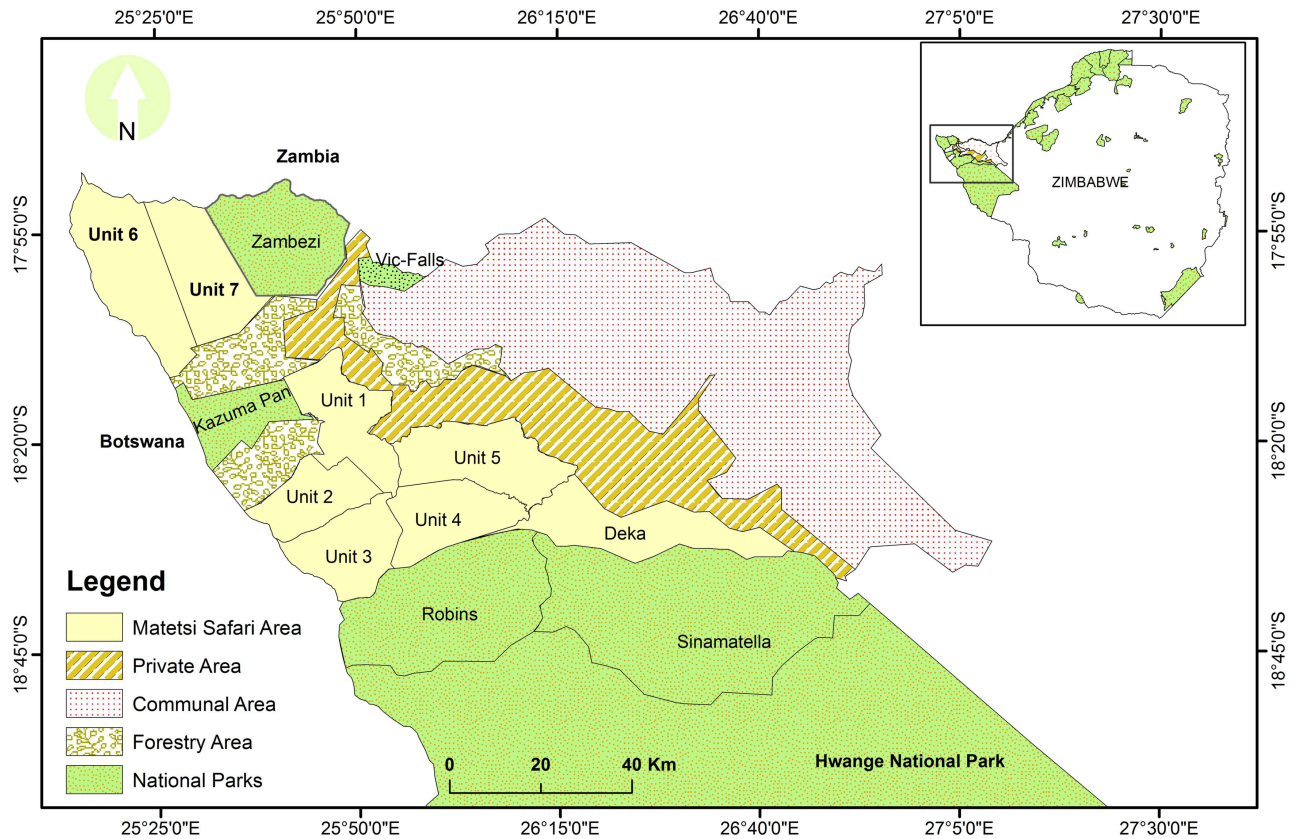 25°25'0"E
25°50'0"E
26°15'0"E
26°40'0"E
27°5'0"E
27°30'0"E
N
Zambia
ZIMBABWE
17°55'0"S
17°55'0"S
Unit 6
Zambezi
Vic-Falls
Unit 7
Kazuma Pan
Unit 1
Botswana
18°20'0"S
18°20'0"S
Unit 5
Unit 2
Unit 4
Deka
Unit 3
Legend
Robins
Matetsi Safari Area
Sinamatella
Private Area
18°45'0"S
18°45'0"S
Communal Area
Forestry Area
Hwange National Park
National Parks
0 20 40 Km
25°25'0"E
25°50'0"E
26°15'0"E
26°40'0"E
27°5'0"E
27°30'0"E